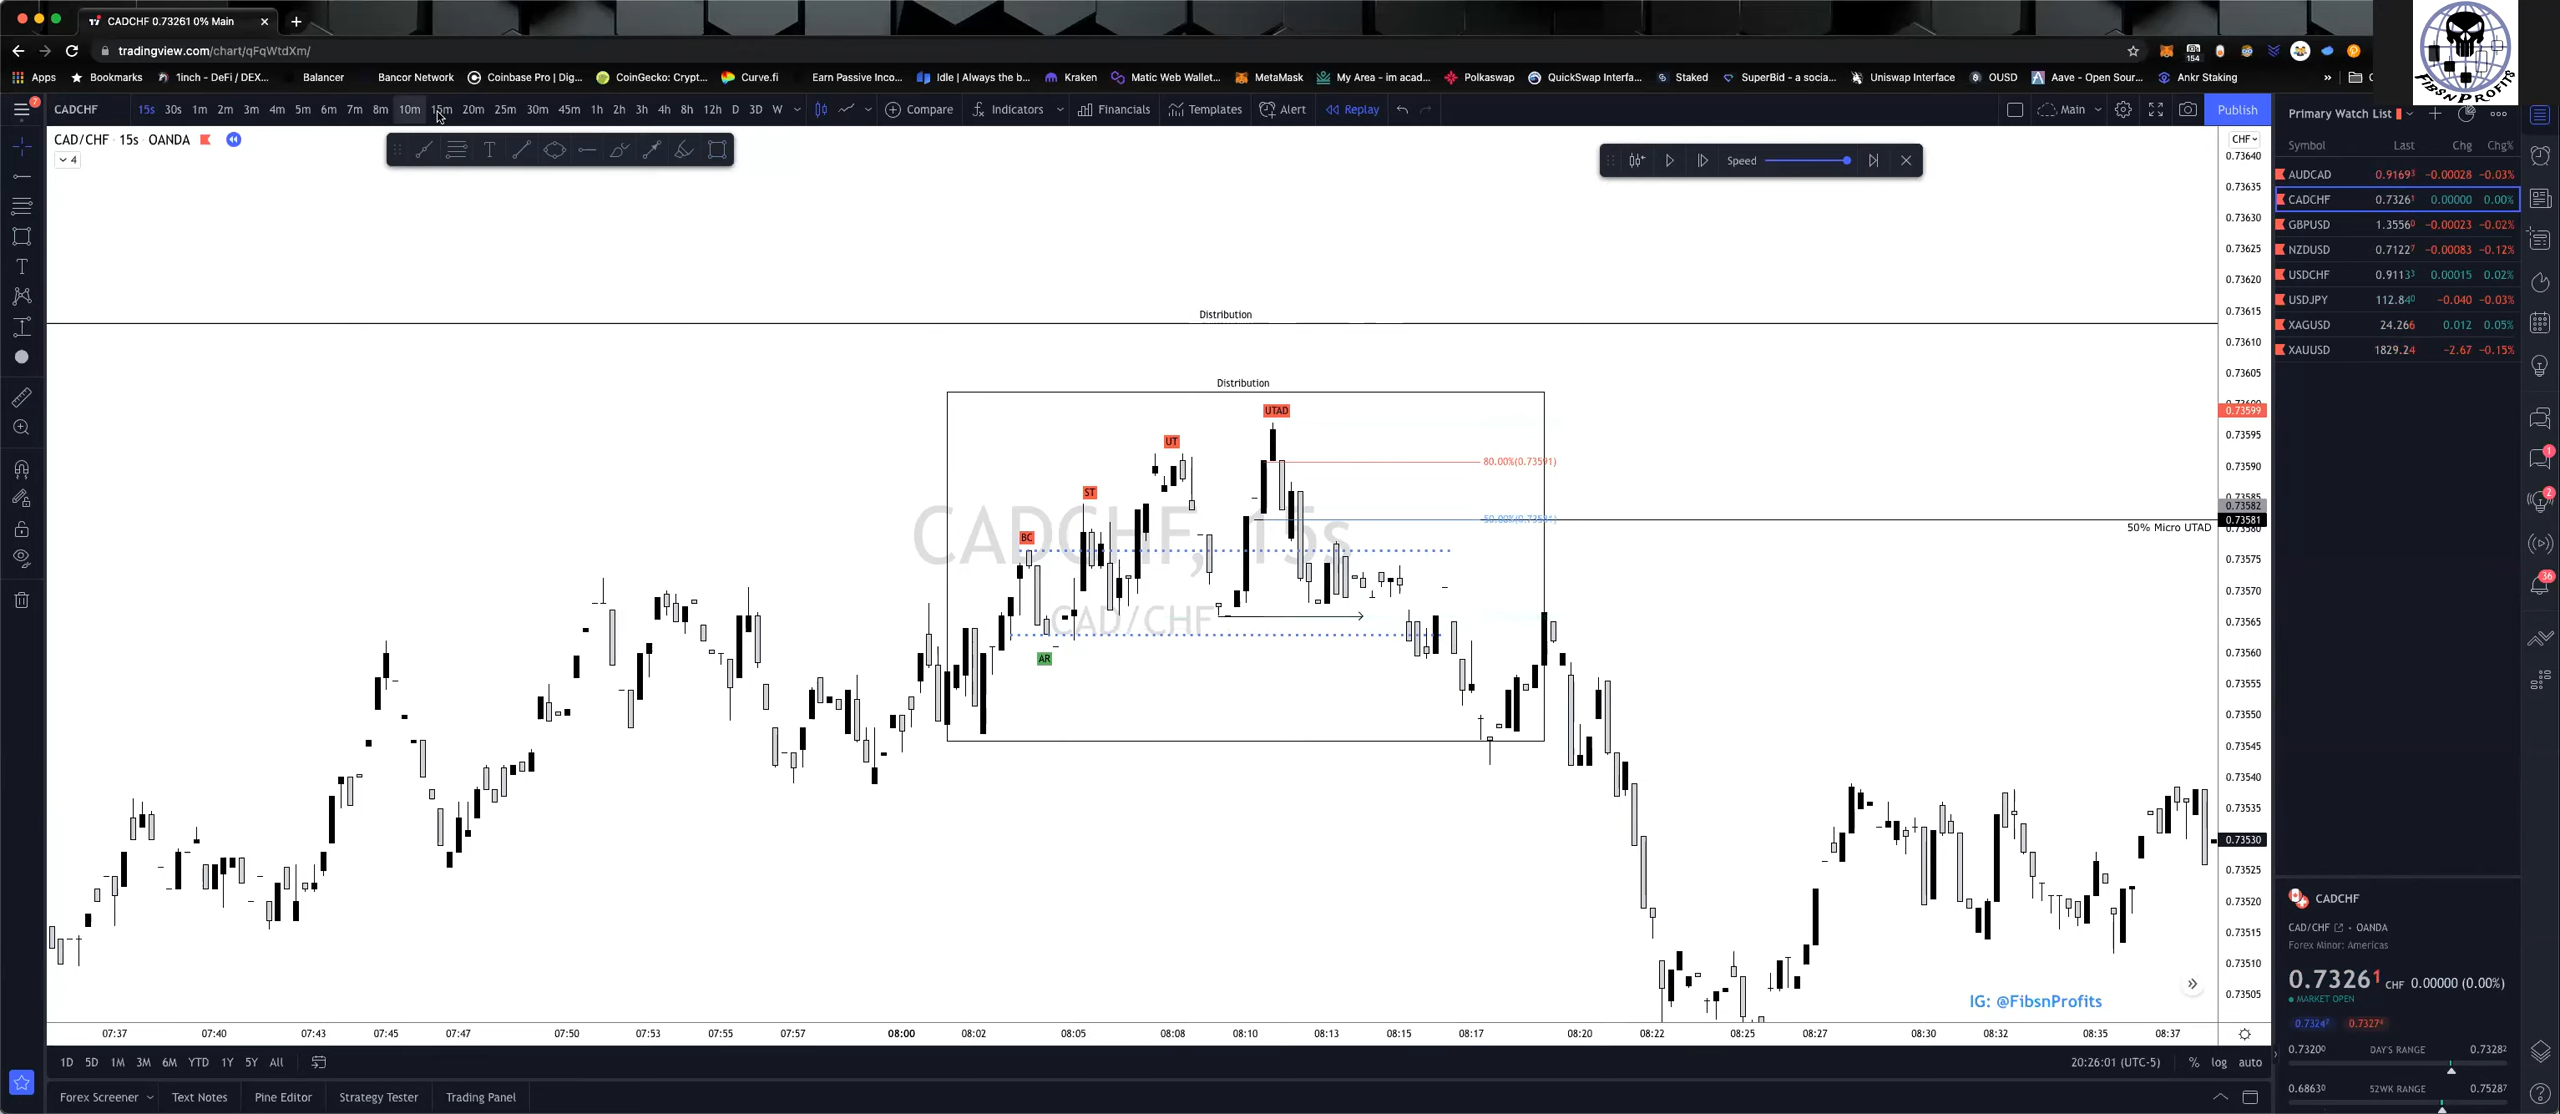 CADCHF 0.73261 0% Main
tradingview.com/chart/qFqWtdXm/
154
Apps Bookmarks 1inch - DeFi / DEX... Balancer Bancor Network Coinbase Pro | Dig... CoinGecko: Crypt... Curve.fi Earn Passive Inco... Idle | Always the b... Kraken Matic Web Wallet... MetaMask My Area - im acad... Polkaswap QuickSwap Interfa... Staked SuperBid - a socia... Uniswap Interface OUSD Aave - Open Sour... Ankr Staking »
FIBSNPROFITS
7
CADCHF 15s 30s 1m 2m 3m 4m 5m 6m 7m 8m 10m 15m 20m 25m 30m 45m 1h 2h 3h 4h 8h 12h D 3D W Compare Indicators Financials Templates Alert Replay Main Publish
CAD/CHF · 15s · OANDA
4
Speed
CHF
0.73640
0.73635
0.73630
0.73625
0.73620
0.73615
0.73610
0.73605
0.73599
0.73595
0.73590
0.73585
0.73582
0.73581
0.73580
0.73575
0.73570
0.73565
0.73560
0.73555
0.73550
0.73545
0.73540
0.73535
0.73530
0.73525
0.73520
0.73515
0.73510
0.73505
Distribution
Distribution
UTAD
UT
80.00%(0.73591)
ST
50% Micro UTAD
BC
CADCHF, 15s
CAD/CHF
AR
IG: @FibsnProfits
07:37 07:40 07:43 07:45 07:47 07:50 07:53 07:55 07:57 08:00 08:02 08:05 08:08 08:10 08:13 08:15 08:17 08:20 08:22 08:25 08:27 08:30 08:32 08:35 08:37
1D 5D 1M 3M 6M YTD 1Y 5Y All
20:26:01 (UTC-5) % log auto
Forex Screener Text Notes Pine Editor Strategy Tester Trading Panel
Primary Watch List
Symbol Last Chg Chg%
AUDCAD 0.91693 −0.00028 −0.03%
CADCHF 0.73261 0.00000 0.00%
GBPUSD 1.35560 −0.00023 −0.02%
NZDUSD 0.71227 −0.00083 −0.12%
USDCHF 0.91133 0.00015 0.02%
USDJPY 112.840 −0.040 −0.03%
XAGUSD 24.266 0.012 0.05%
XAUUSD 1829.24 −2.67 −0.15%
1
2
36
CADCHF
CAD/CHF • OANDA
Forex Minor: Americas
0.73261 CHF 0.00000 (0.00%)
MARKET OPEN
0.73247 0.73274
0.73200 DAY'S RANGE 0.73282
0.68630 52WK RANGE 0.75287